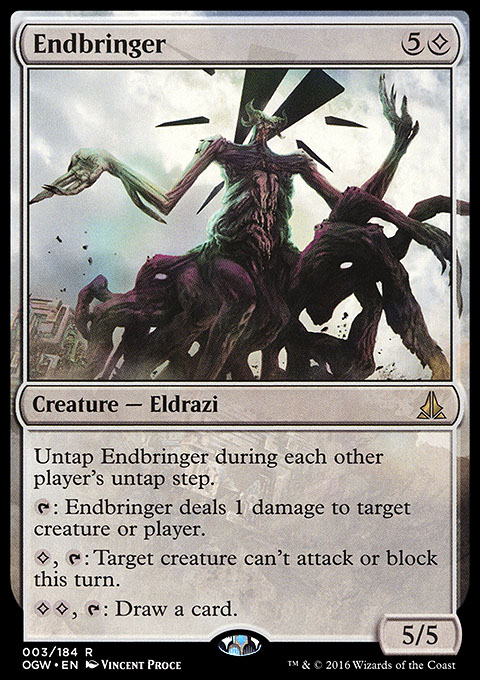 Endbringer 5◇
Creature — Eldrazi
Untap Endbringer during each other
player's untap step.
: Endbringer deals 1 damage to target
creature or player.
◇, : Target creature can't attack or block
this turn.
◇◇, : Draw a card.
5/5
003/184 R
OGW • EN Vincent Proce
™ & © 2016 Wizards of the Coast